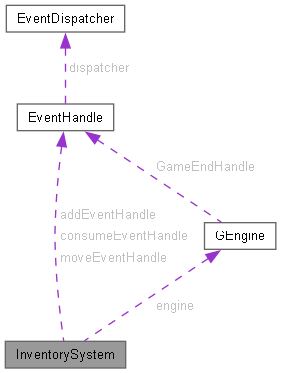 EventDispatcher
dispatcher
EventHandle
GameEndHandle
addEventHandle
consumeEventHandle
moveEventHandle
GEngine
engine
InventorySystem